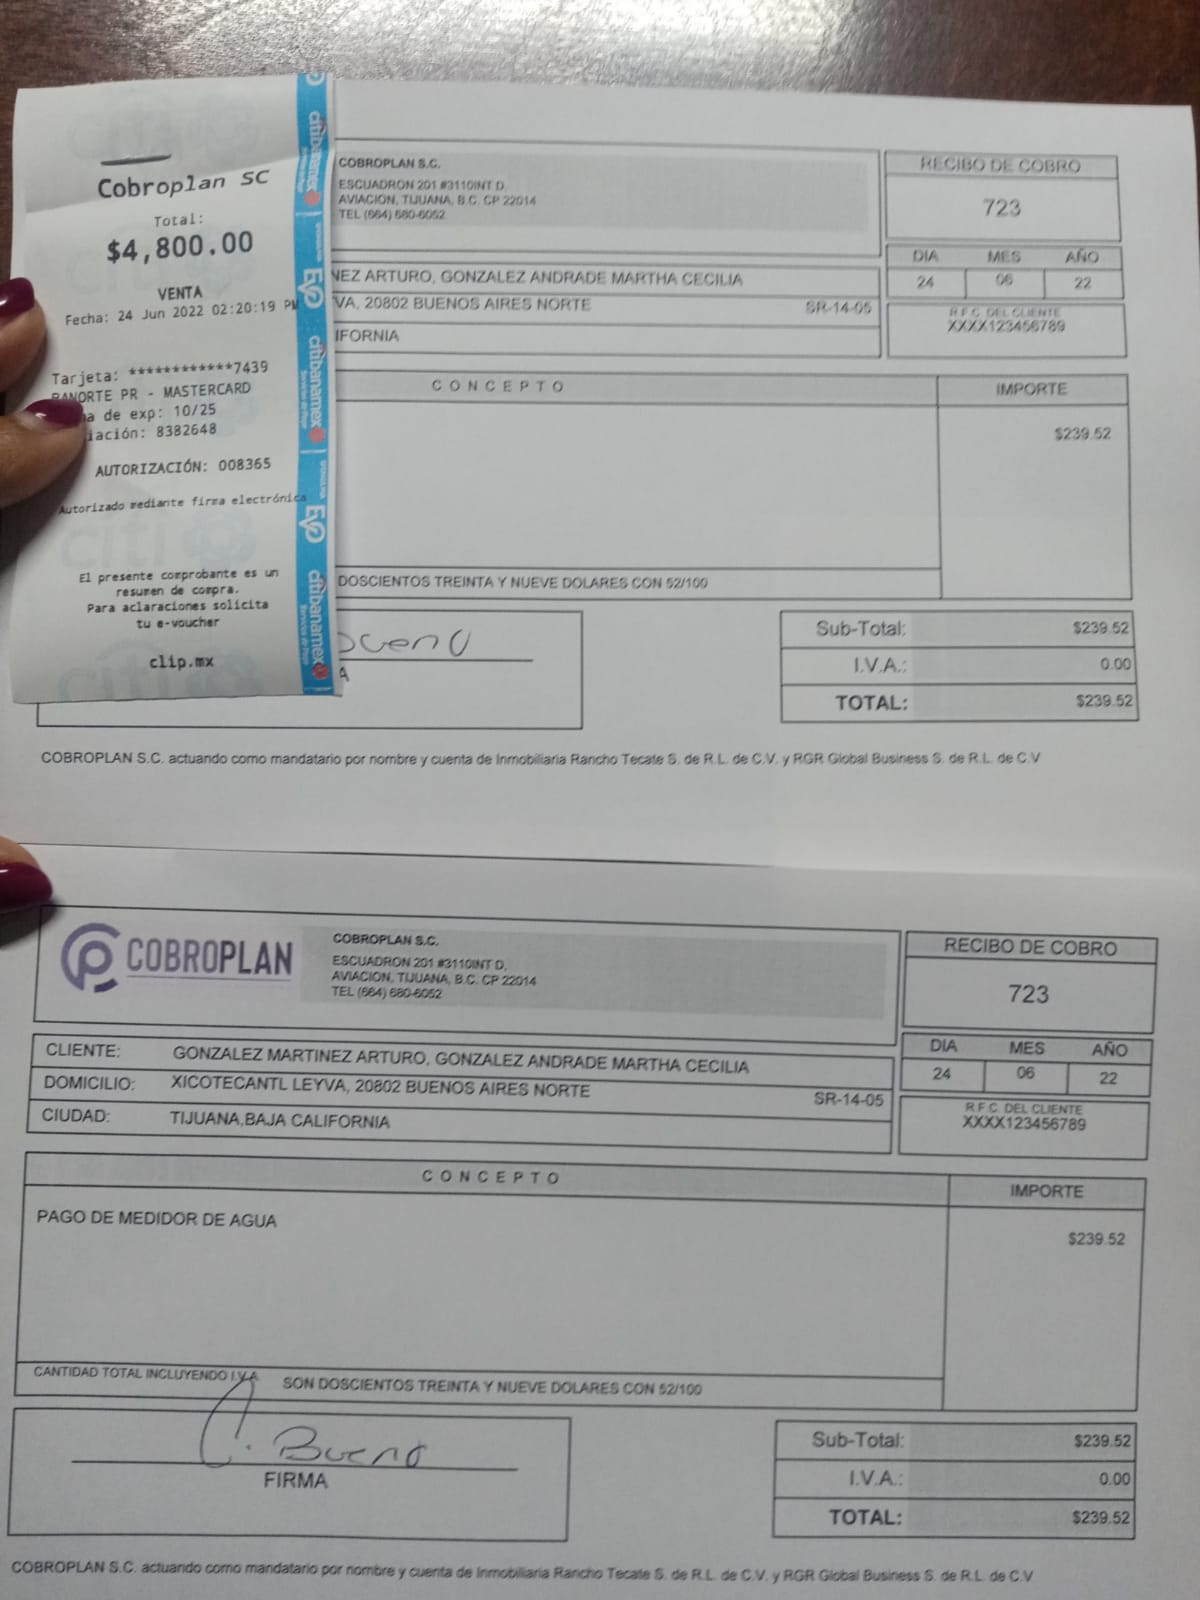 Cobroplan SC
Total:
$4,800.00
VENTA
Fecha: 24 Jun 2022 02:20:19 PM
Tarjeta: ************7439
BANORTE PR - MASTERCARD
de exp: 10/25
iación: 8382648
AUTORIZACIÓN: 008365
Autorizado mediante firma electrónica
El presente comprobante es un
resumen de compra.
Para aclaraciones solicita
tu e-voucher
clip.mx
citibanamex
EVO
citibanamex
EVO
citibanamex
COBROPLAN S.C.
ESCUADRON 201 #3110INT D,
AVIACION, TIJUANA, B.C. CP 22014
TEL (664) 680-6052
RECIBO DE COBRO
723
DIA MES AÑO
24 06 22
NEZ ARTURO, GONZALEZ ANDRADE MARTHA CECILIA
VA, 20802 BUENOS AIRES NORTE SR-14-05
IFORNIA
R.F.C. DEL CLIENTE
XXXX123456789
CONCEPTO IMPORTE
$239.52
DOSCIENTOS TREINTA Y NUEVE DOLARES CON 52/100
Bueno
A
Sub-Total: $239.52
I.V.A.: 0.00
TOTAL: $239.52
COBROPLAN S.C. actuando como mandatario por nombre y cuenta de Inmobiliaria Rancho Tecate S. de R.L. de C.V. y RGR Global Business S. de R.L. de C.V
COBROPLAN
COBROPLAN S.C.
ESCUADRON 201 #3110INT D,
AVIACION, TIJUANA, B.C. CP 22014
TEL (664) 680-6052
RECIBO DE COBRO
723
DIA MES AÑO
24 06 22
CLIENTE: GONZALEZ MARTINEZ ARTURO, GONZALEZ ANDRADE MARTHA CECILIA
DOMICILIO: XICOTECANTL LEYVA, 20802 BUENOS AIRES NORTE SR-14-05
CIUDAD: TIJUANA,BAJA CALIFORNIA
R.F.C. DEL CLIENTE
XXXX123456789
CONCEPTO IMPORTE
PAGO DE MEDIDOR DE AGUA $239.52
CANTIDAD TOTAL INCLUYENDO I.V.A. SON DOSCIENTOS TREINTA Y NUEVE DOLARES CON 52/100
C. Bueno
FIRMA
Sub-Total: $239.52
I.V.A.: 0.00
TOTAL: $239.52
COBROPLAN S.C. actuando como mandatario por nombre y cuenta de Inmobiliaria Rancho Tecate S. de R.L. de C.V. y RGR Global Business S. de R.L. de C.V